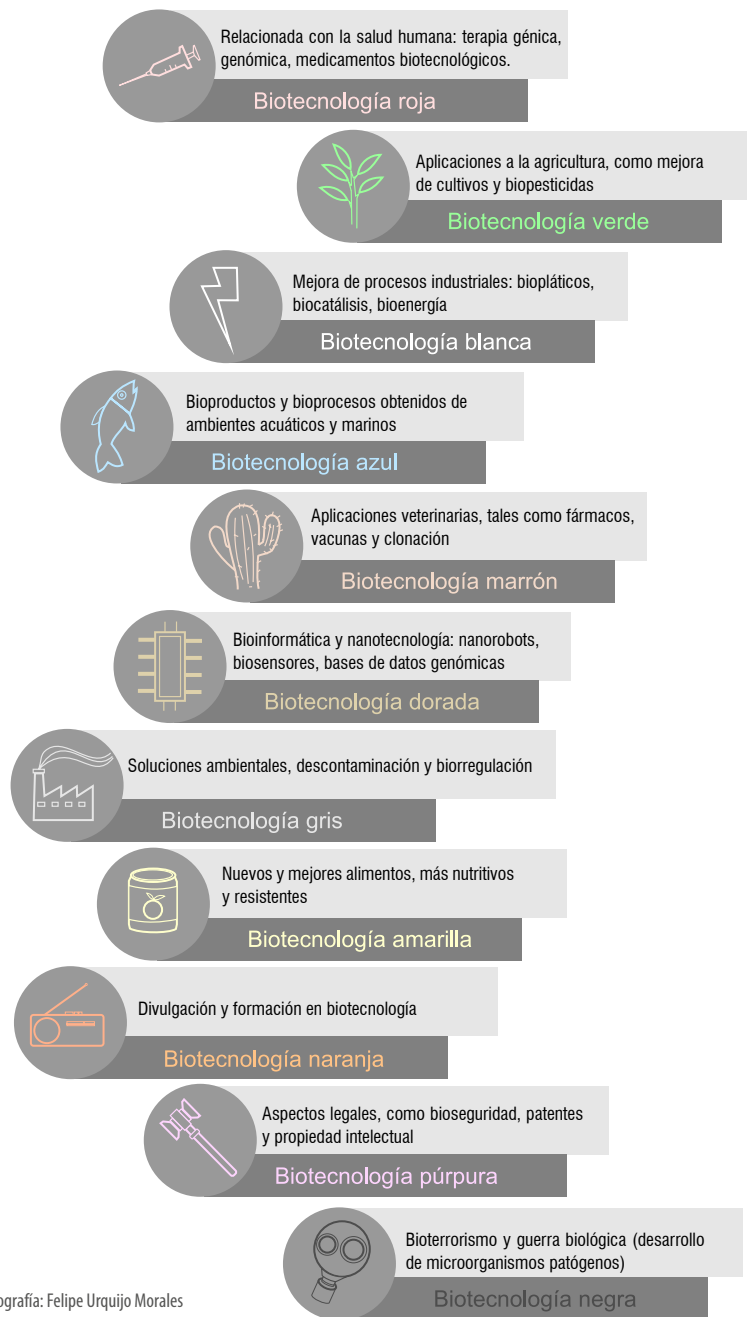 Relacionada con la salud humana: terapia génica,
genómica, medicamentos biotecnológicos.
Biotecnología roja
Aplicaciones a la agricultura, como mejora
de cultivos y biopesticidas
Biotecnología verde
Mejora de procesos industriales: biopláticos,
biocatálisis, bioenergía
Biotecnología blanca
Bioproductos y bioprocesos obtenidos de
ambientes acuáticos y marinos
Biotecnología azul
Aplicaciones veterinarias, tales como fármacos,
vacunas y clonación
Biotecnología marrón
Bioinformática y nanotecnología: nanorobots,
biosensores, bases de datos genómicas
Biotecnología dorada
Soluciones ambientales, descontaminación y biorregulación
Biotecnología gris
Nuevos y mejores alimentos, más nutritivos
y resistentes
Biotecnología amarilla
Divulgación y formación en biotecnología
Biotecnología naranja
Aspectos legales, como bioseguridad, patentes
y propiedad intelectual
Biotecnología púrpura
Bioterrorismo y guerra biológica (desarrollo
de microorganismos patógenos)
Biotecnología negra
ografía: Felipe Urquijo Morales